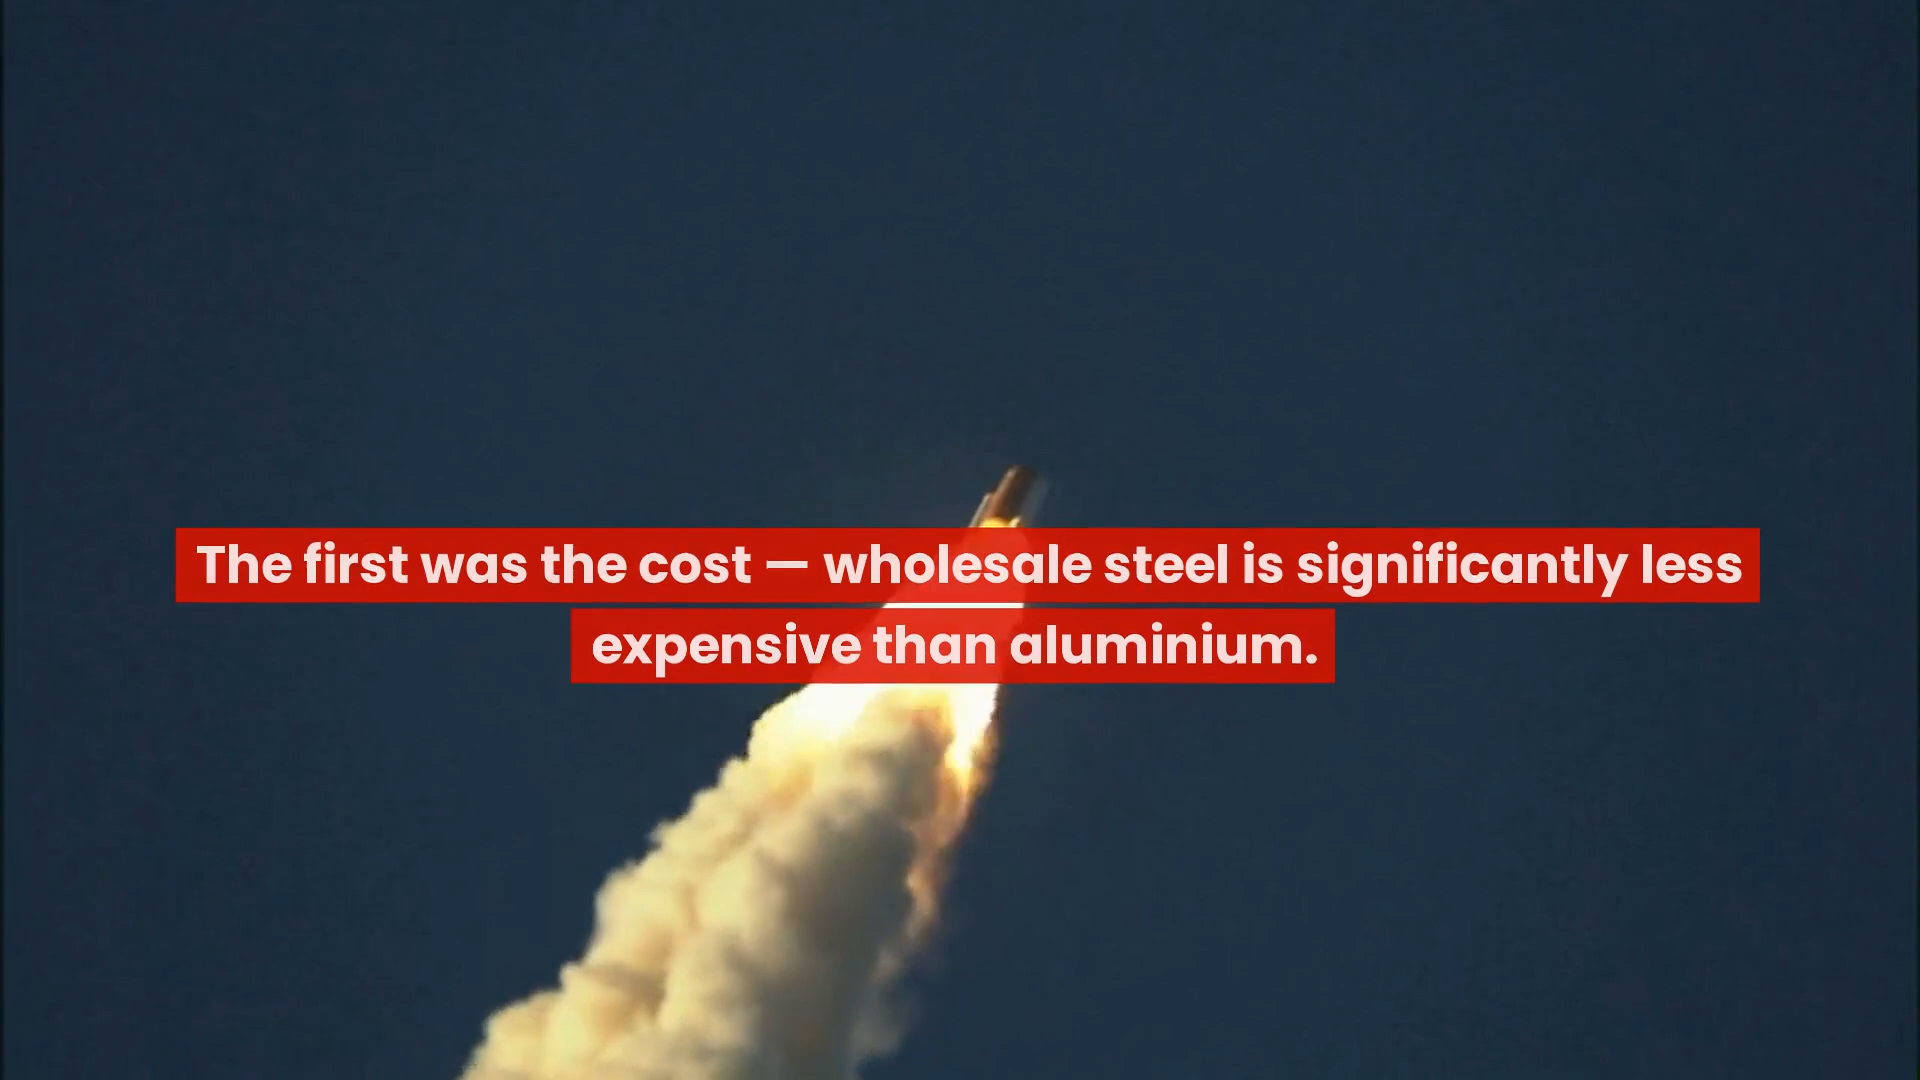 The first was the cost — wholesale steel is significantly less
expensive than aluminium.